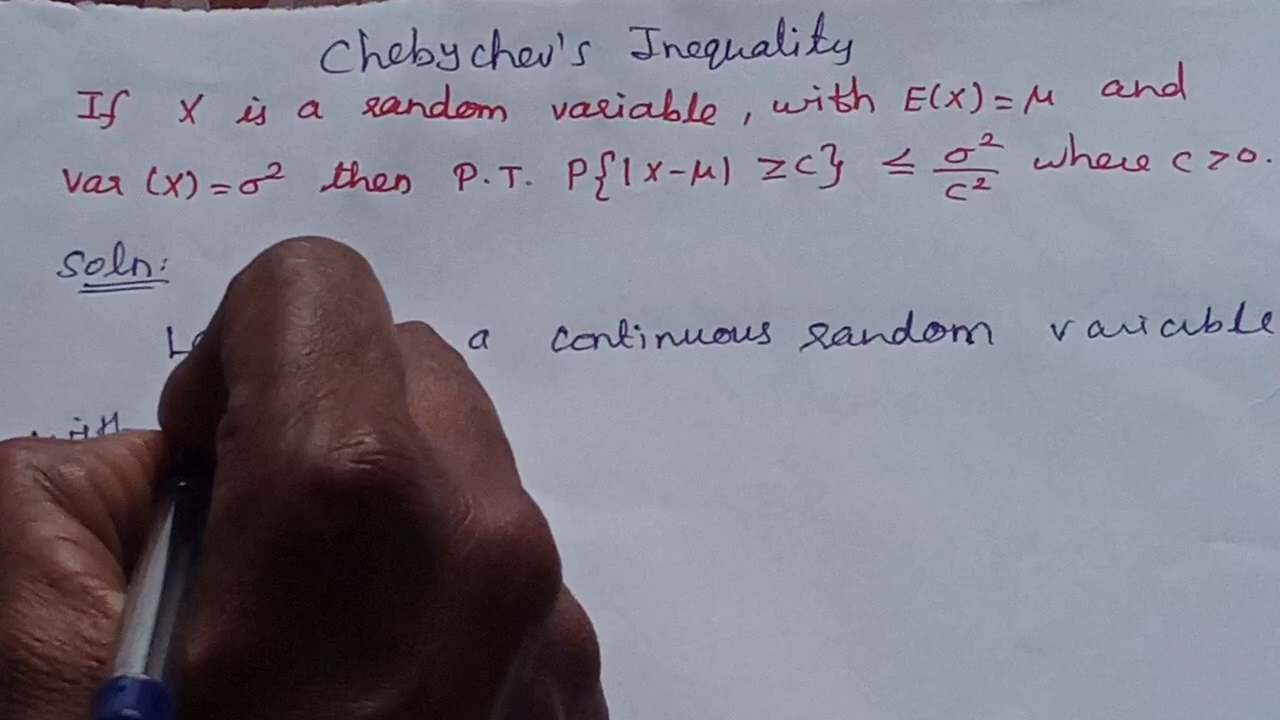 Chebychev's Inequality
If X is a random variable, with E(X) = μ and
Var (X) = σ² then P.T. P{|X-μ| ≥ C} ≤ σ²/C² where C > 0.
Soln:
a continuous random variable
with